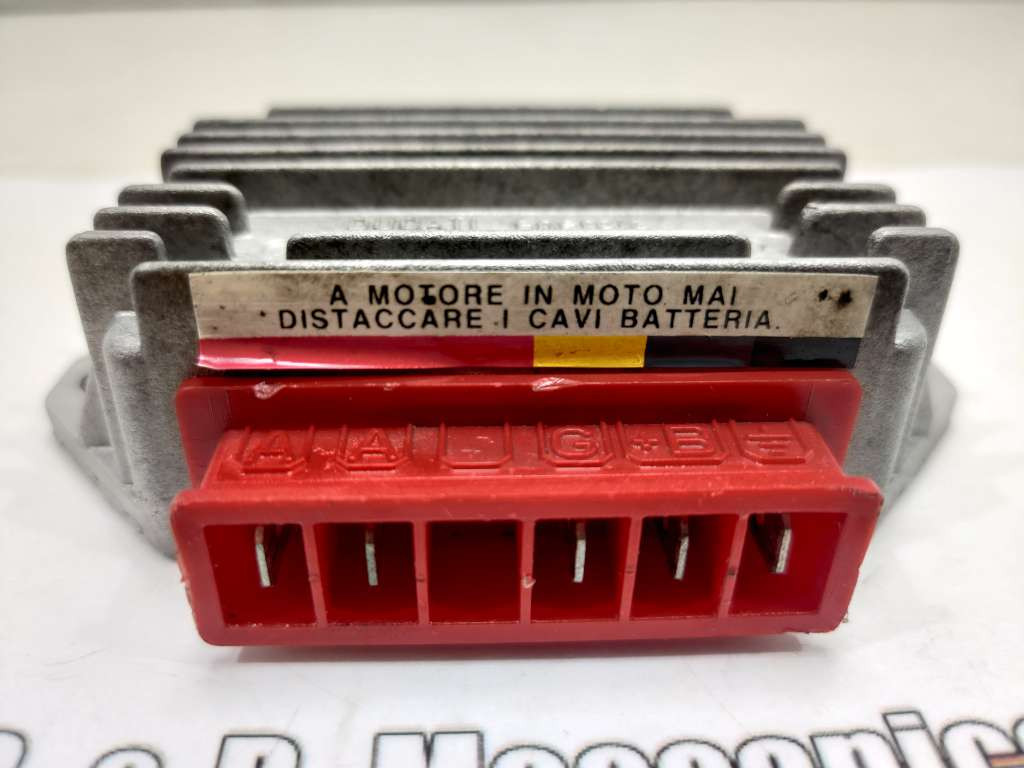 A MOTORE IN MOTO MAI
DISTACCARE I CAVI BATTERIA.
A A - G +B